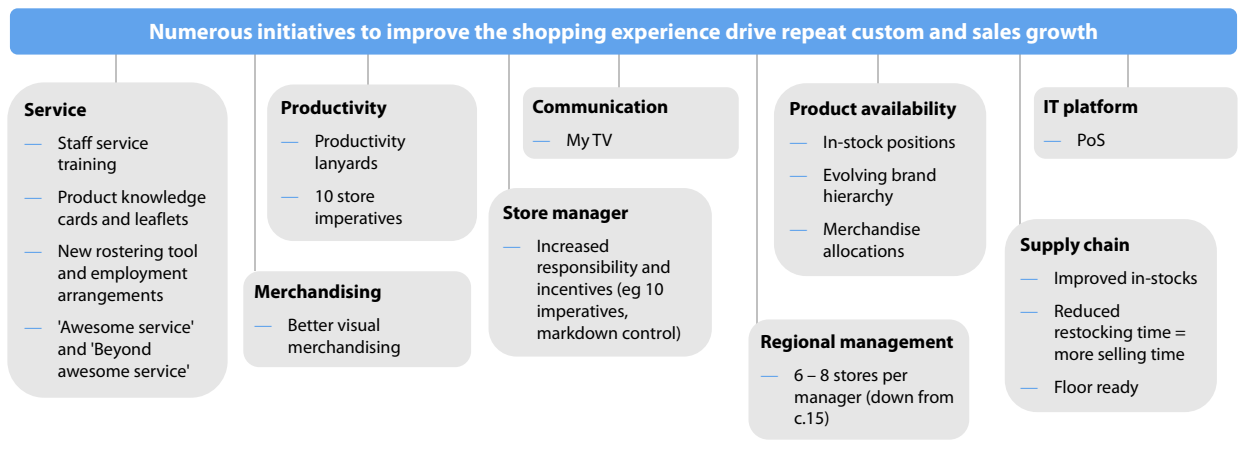 Numerous initiatives to improve the shopping experience drive repeat custom and sales growth
Service
— Staff service
training
— Product knowledge
cards and leaflets
— New rostering tool
and employment
arrangements
— 'Awesome service'
and 'Beyond
awesome service'
Productivity
— Productivity
lanyards
— 10 store
imperatives
Merchandising
— Better visual
merchandising
Communication
— My TV
Store manager
— Increased
responsibility and
incentives (eg 10
imperatives,
markdown control)
Product availability
— In-stock positions
— Evolving brand
hierarchy
— Merchandise
allocations
Regional management
— 6 – 8 stores per
manager (down from
c.15)
IT platform
— PoS
Supply chain
— Improved in-stocks
— Reduced
restocking time =
more selling time
— Floor ready